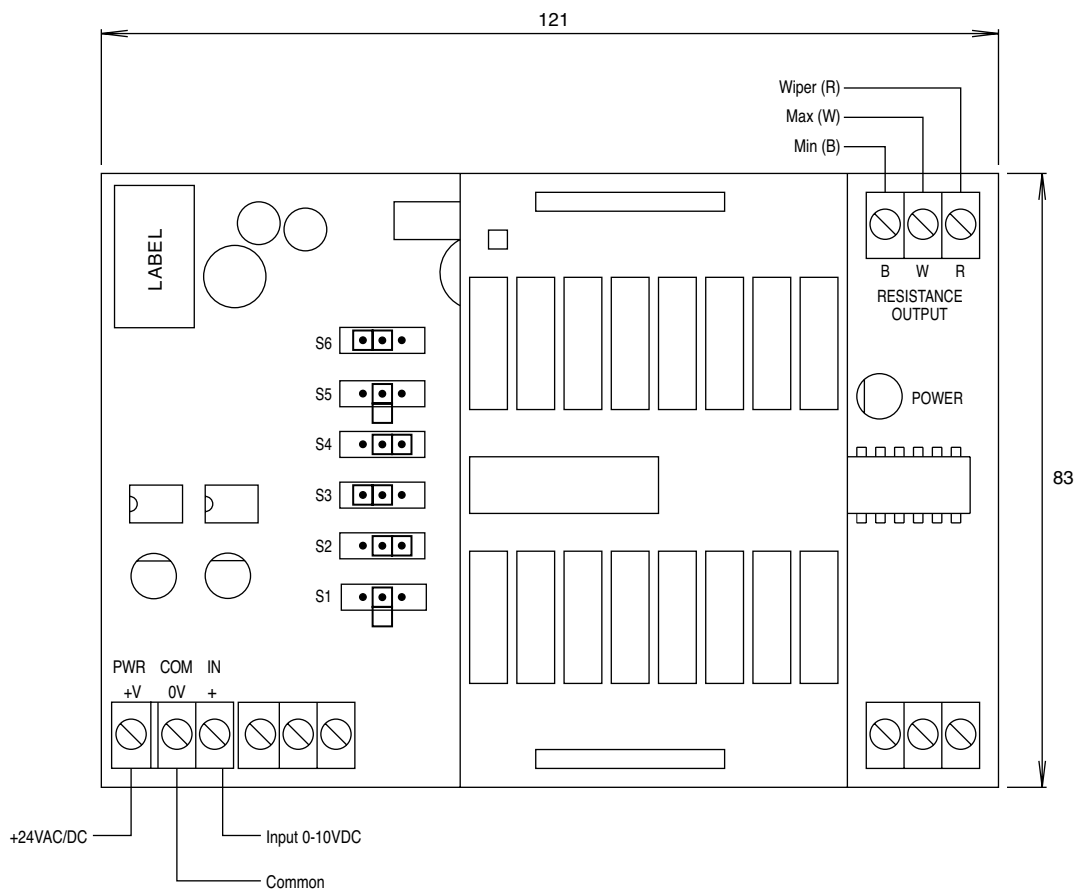 121
Wiper (R)
Max (W)
Min (B)
LABEL
B W R
RESISTANCE
OUTPUT
S6
S5
POWER
S4
83
S3
S2
S1
PWR COM IN
+V 0V +
+24VAC/DC
Input 0-10VDC
Common